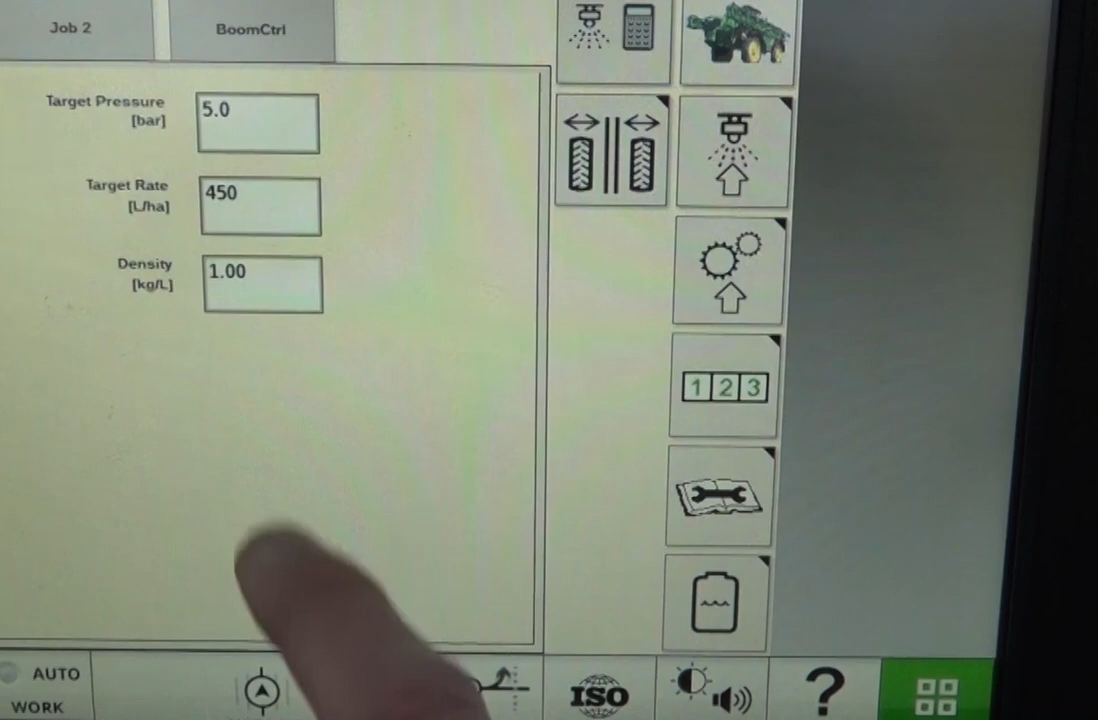 Job 2
BoomCtrl
Target Pressure
[bar]
5.0
Target Rate
[L/ha]
450
Density
[kg/L]
1.00
1 2 3
AUTO
WORK
ISO
?